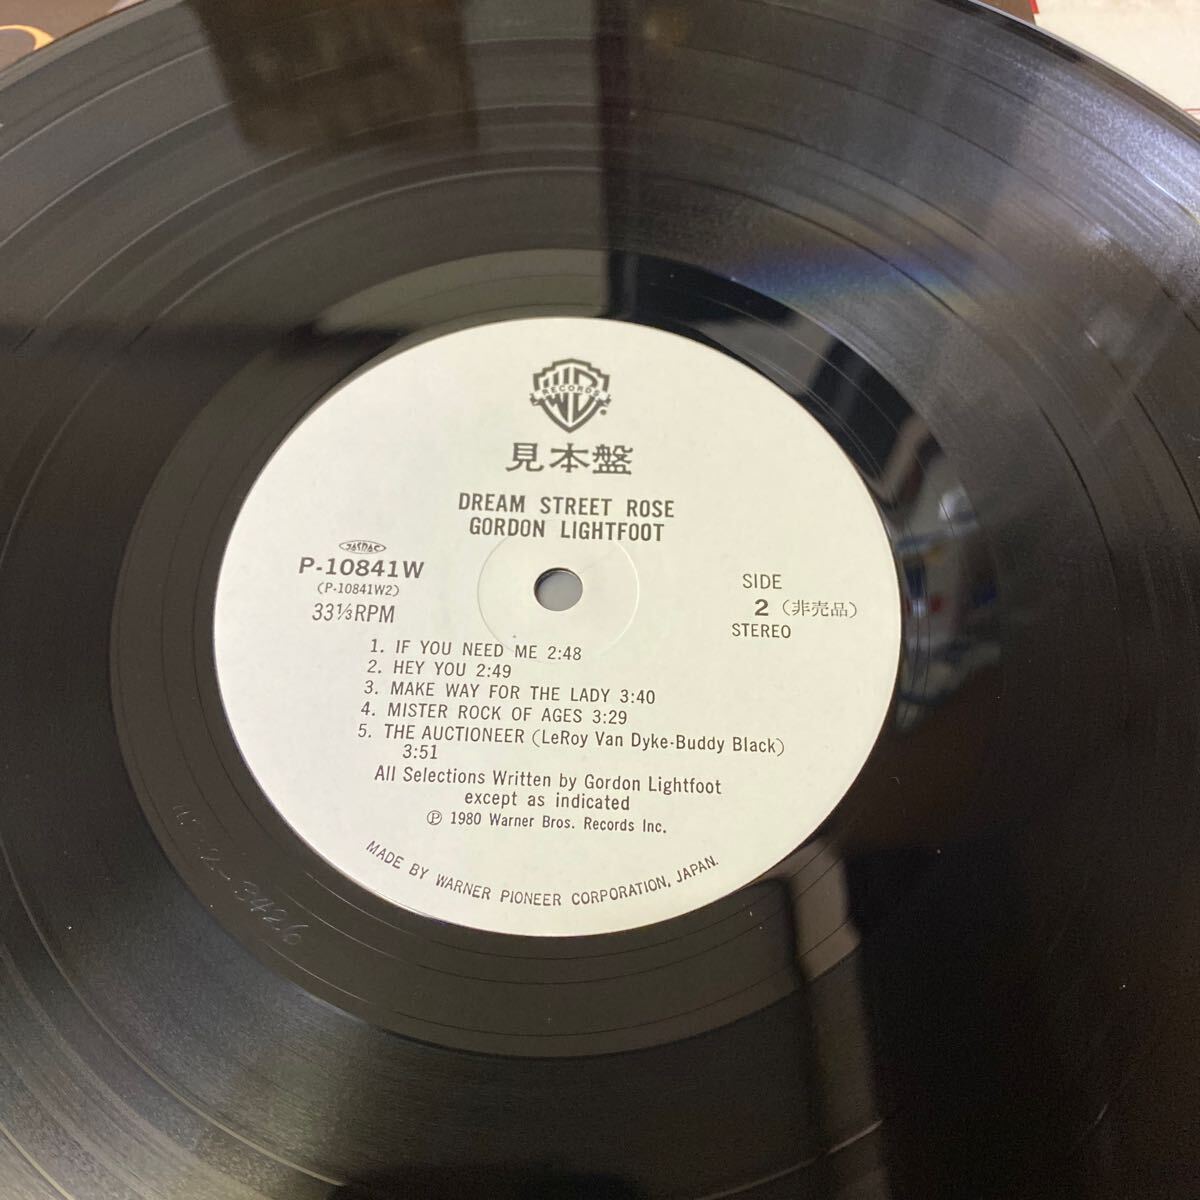 RECORDS
見本盤
DREAM STREET ROSE
GORDON LIGHTFOOT
JASRAC
P-10841W
(P-10841W2)
33⅓RPM
SIDE
2 (非売品)
STEREO
1. IF YOU NEED ME 2:48
2. HEY YOU 2:49
3. MAKE WAY FOR THE LADY 3:40
4. MISTER ROCK OF AGES 3:29
5. THE AUCTIONEER (LeRoy Van Dyke-Buddy Black)
3:51
All Selections Written by Gordon Lightfoot
except as indicated
Ⓟ 1980 Warner Bros. Records Inc.
MADE BY WARNER PIONEER CORPORATION, JAPAN.
3426